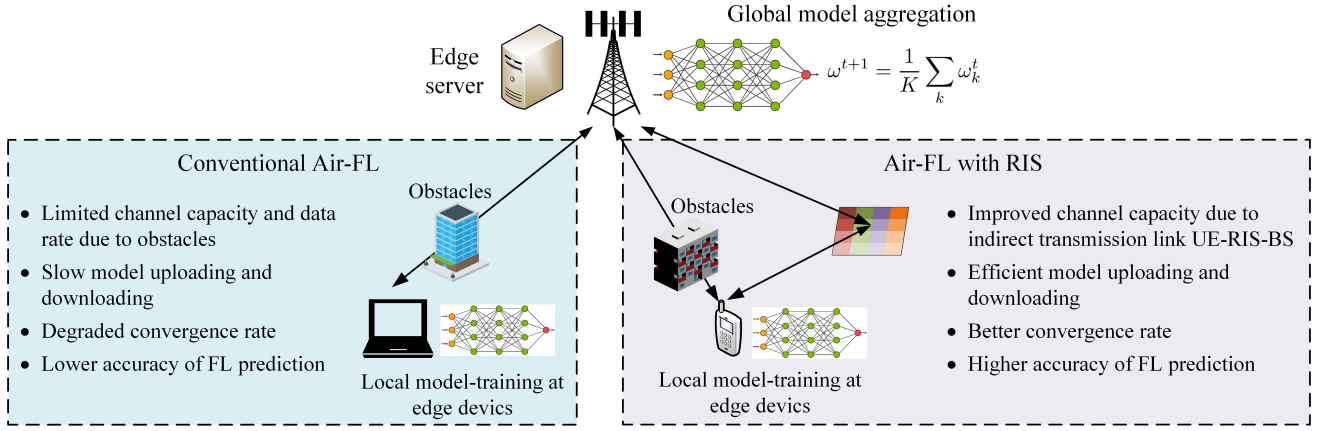 Global model aggregation
Edge
server
ω^{t+1} = \frac{1}{K} \sum_{k} ω_k^t
Conventional Air-FL
Obstacles
• Limited channel capacity and data
rate due to obstacles
• Slow model uploading and
downloading
• Degraded convergence rate
• Lower accuracy of FL prediction
Local model-training at
edge devics
Air-FL with RIS
Obstacles
• Improved channel capacity due to
indirect transmission link UE-RIS-BS
• Efficient model uploading and
downloading
• Better convergence rate
• Higher accuracy of FL prediction
Local model-training at
edge devics